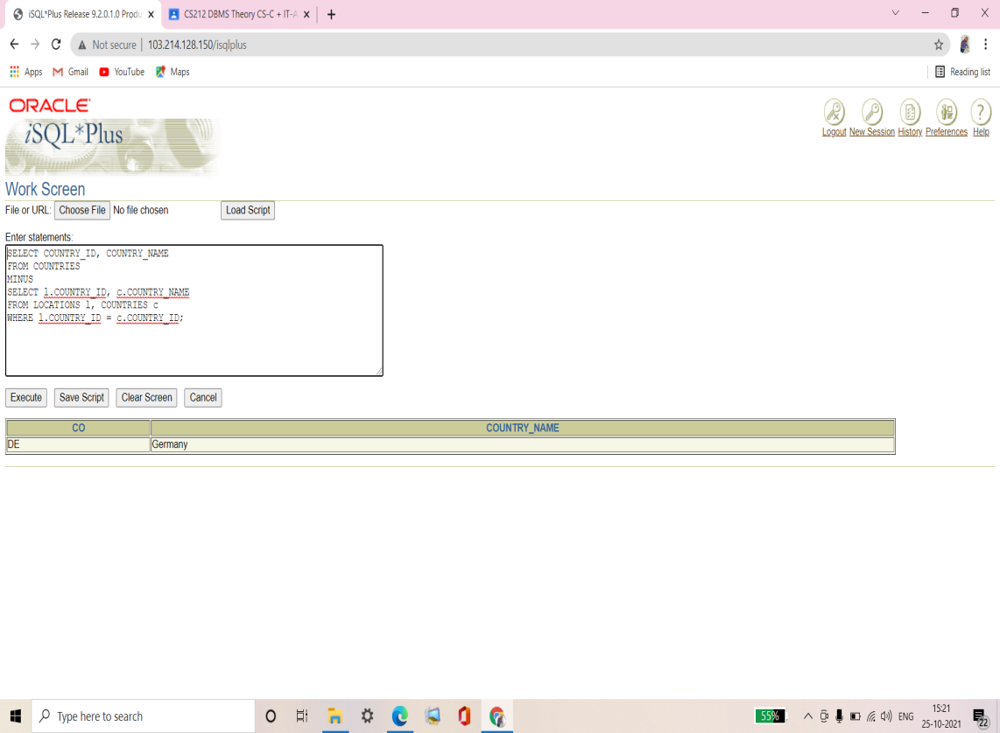 iSQL*Plus Release 9.2.0.1.0 Produ
CS212 DBMS Theory CS-C + IT-A
Not secure | 103.214.128.150/isqlplus
Apps Gmail YouTube Maps Reading list
ORACLE
iSQL*Plus
Logout New Session History Preferences Help
Work Screen
File or URL: Choose File No file chosen Load Script
Enter statements:
SELECT COUNTRY_ID, COUNTRY_NAME
FROM COUNTRIES
MINUS
SELECT l.COUNTRY_ID, c.COUNTRY_NAME
FROM LOCATIONS l, COUNTRIES c
WHERE l.COUNTRY_ID = c.COUNTRY_ID;
Execute Save Script Clear Screen Cancel
CO COUNTRY_NAME
DE Germany
Type here to search
55% ENG
15:21
25-10-2021
22